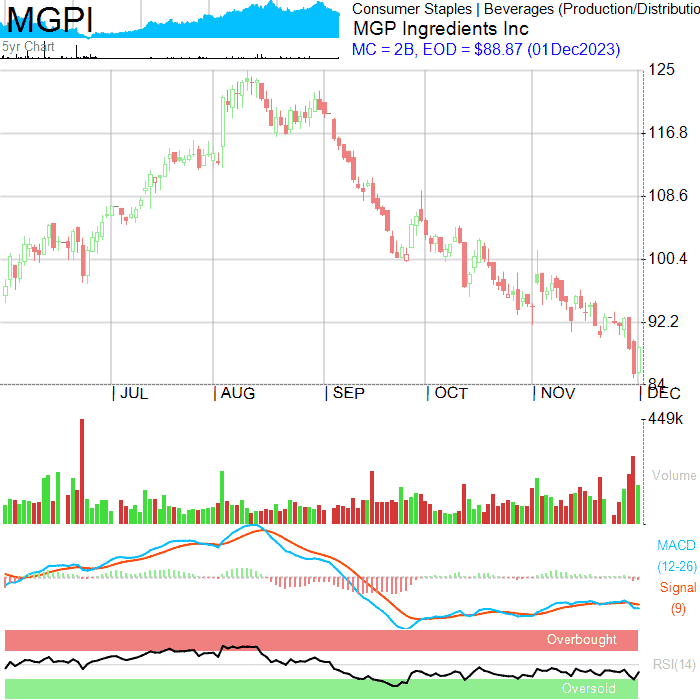 MGPI
5yr Chart
Consumer Staples | Beverages (Production/Distributio
MGP Ingredients Inc
MC = 2B, EOD = $88.87 (01Dec2023)
125
116.8
108.6
100.4
92.2
84
JUL AUG SEP OCT NOV DEC
449k
Volume
MACD
(12-26)
Signal
(9)
Overbought
RSI(14)
Oversold